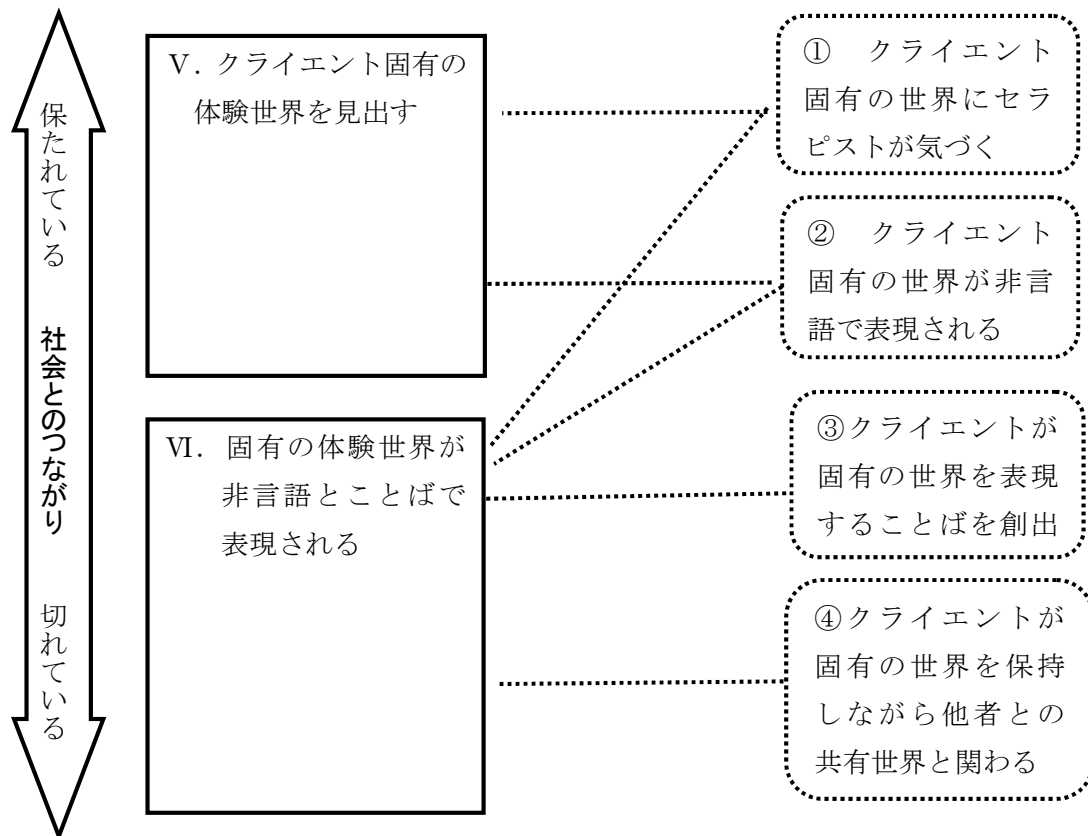 保たれている
社会とのつながり
切れている
Ⅴ．クライエント固有の
体験世界を見出す
Ⅵ．固有の体験世界が
非言語とことばで
表現される
① クライエント
固有の世界にセラ
ピストが気づく
② クライエント
固有の世界が非言
語で表現される
③クライエントが
固有の世界を表現
することばを創出
④クライエントが
固有の世界を保持
しながら他者との
共有世界と関わる